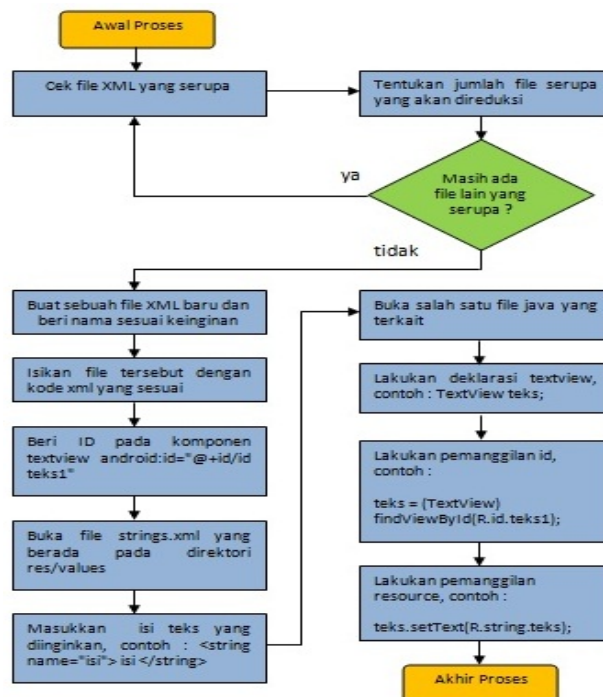 Awal Proses
Cek file XML yang serupa
Tentukan jumlah file serupa
yang akan direduksi
Masih ada
file lain yang
serupa ?
ya
tidak
Buat sebuah file XML baru dan
beri nama sesuai keinginan
Isikan file tersebut dengan
kode xml yang sesuai
Beri ID pada komponen
textview android:id="@+id/id
teks1"
Buka file strings.xml yang
berada pada direktori
res/values
Masukkan isi teks yang
diinginkan, contoh : <string
name="isi"> isi </string>
Buka salah satu file java yang
terkait
Lakukan deklarasi textview,
contoh : TextView teks;
Lakukan pemanggilan id,
contoh :
teks = (TextView)
findViewById(R.id.teks1);
Lakukan pemanggilan
resource, contoh :
teks.setText(R.string.teks);
Akhir Proses